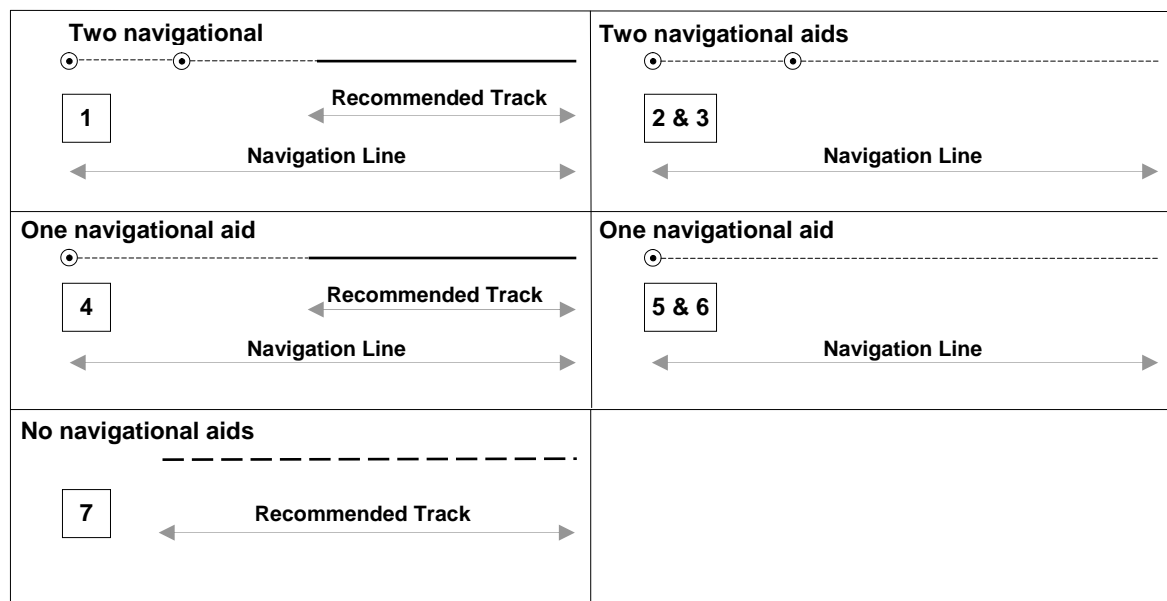 Two navigational
1
Recommended Track
Navigation Line
Two navigational aids
2 & 3
Navigation Line
One navigational aid
4
Recommended Track
Navigation Line
One navigational aid
5 & 6
Navigation Line
No navigational aids
7
Recommended Track